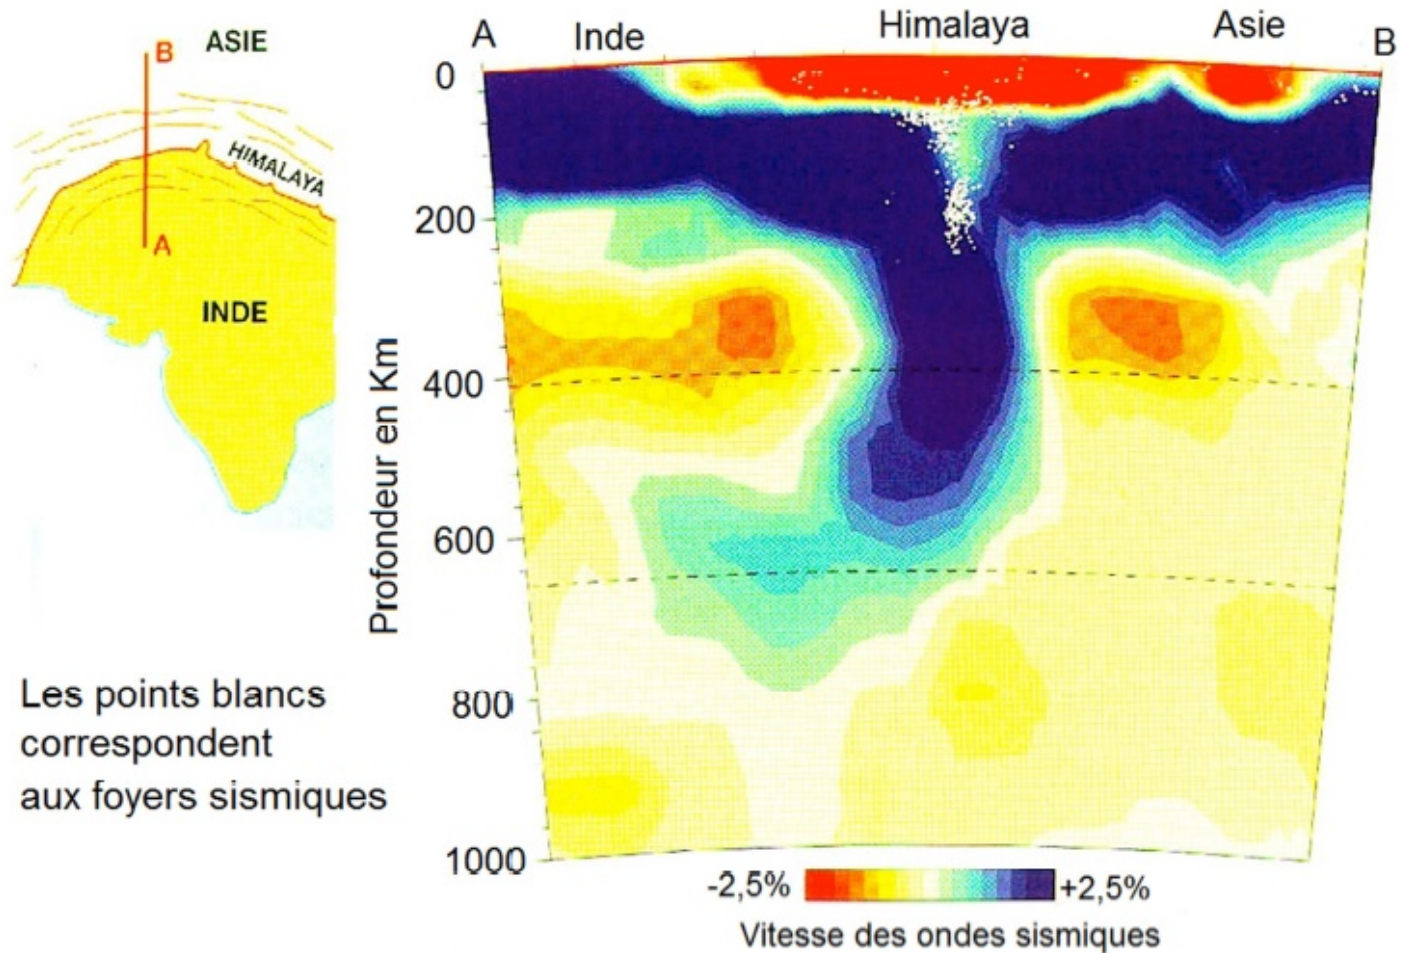 B
ASIE
HIMALAYA
A
INDE
Les points blancs
correspondent
aux foyers sismiques
A
Inde
Himalaya
Asie
B
0
200
400
600
800
1000
Profondeur en Km
-2,5%
+2,5%
Vitesse des ondes sismiques